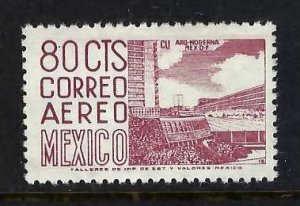 80 CTS
CORREO
AEREO
MEXICO
CU ARQ-MODERNA
MEX-D-F
TALLERES DE IMP. DE EST. Y VALORES MEXICO